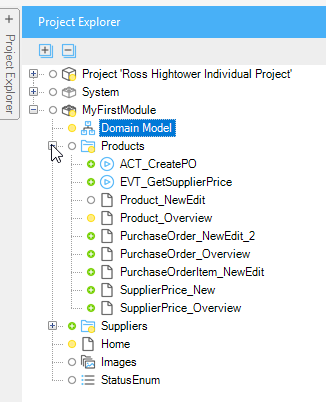 Project Explorer
Project Explorer
Project 'Ross Hightower Individual Project'
System
MyFirstModule
Domain Model
Products
ACT_CreatePO
EVT_GetSupplierPrice
Product_NewEdit
Product_Overview
PurchaseOrder_NewEdit_2
PurchaseOrder_Overview
PurchaseOrderItem_NewEdit
SupplierPrice_New
SupplierPrice_Overview
Suppliers
Home
Images
StatusEnum